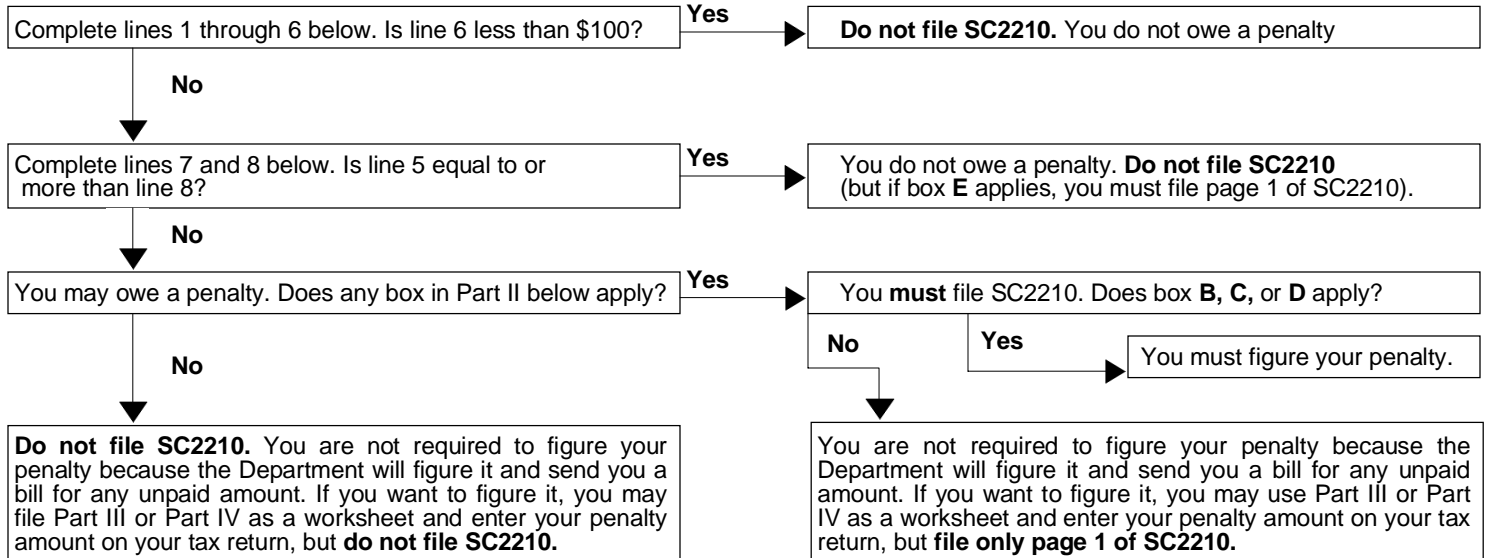 Complete lines 1 through 6 below. Is line 6 less than $100?
Yes
Do not file SC2210. You do not owe a penalty
No
Complete lines 7 and 8 below. Is line 5 equal to or
more than line 8?
Yes
You do not owe a penalty. Do not file SC2210
(but if box E applies, you must file page 1 of SC2210).
No
You may owe a penalty. Does any box in Part II below apply?
Yes
You must file SC2210. Does box B, C, or D apply?
No
Yes
You must figure your penalty.
No
Do not file SC2210. You are not required to figure your
penalty because the Department will figure it and send you a
bill for any unpaid amount. If you want to figure it, you may
file Part III or Part IV as a worksheet and enter your penalty
amount on your tax return, but do not file SC2210.
You are not required to figure your penalty because the
Department will figure it and send you a bill for any unpaid
amount. If you want to figure it, you may use Part III or Part
IV as a worksheet and enter your penalty amount on your tax
return, but file only page 1 of SC2210.